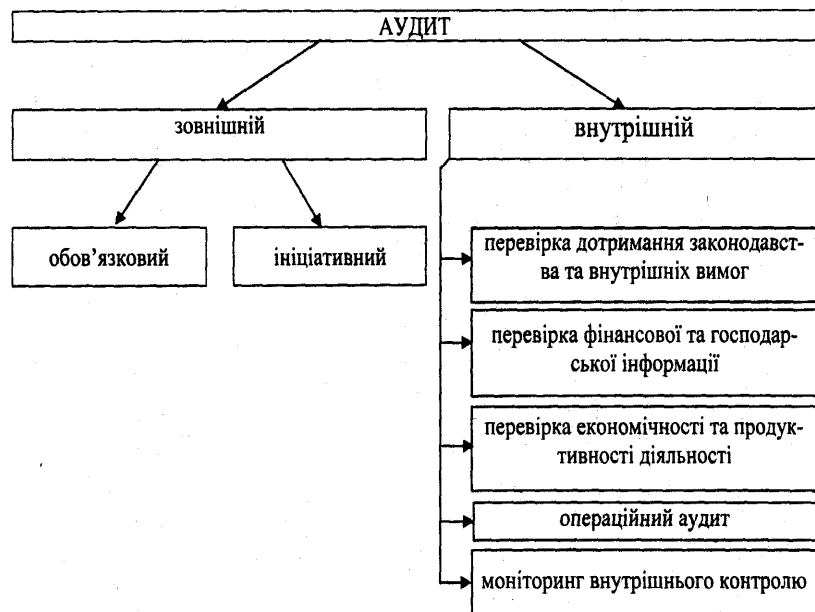 АУДИТ
зовнішній
внутрішній
обов’язковий
ініціативний
перевірка дотримання законодавст-
ва та внутрішніх вимог
перевірка фінансової та господар-
ської інформації
перевірка економічності та продук-
тивності діяльності
операційний аудит
моніторинг внутрішнього контролю